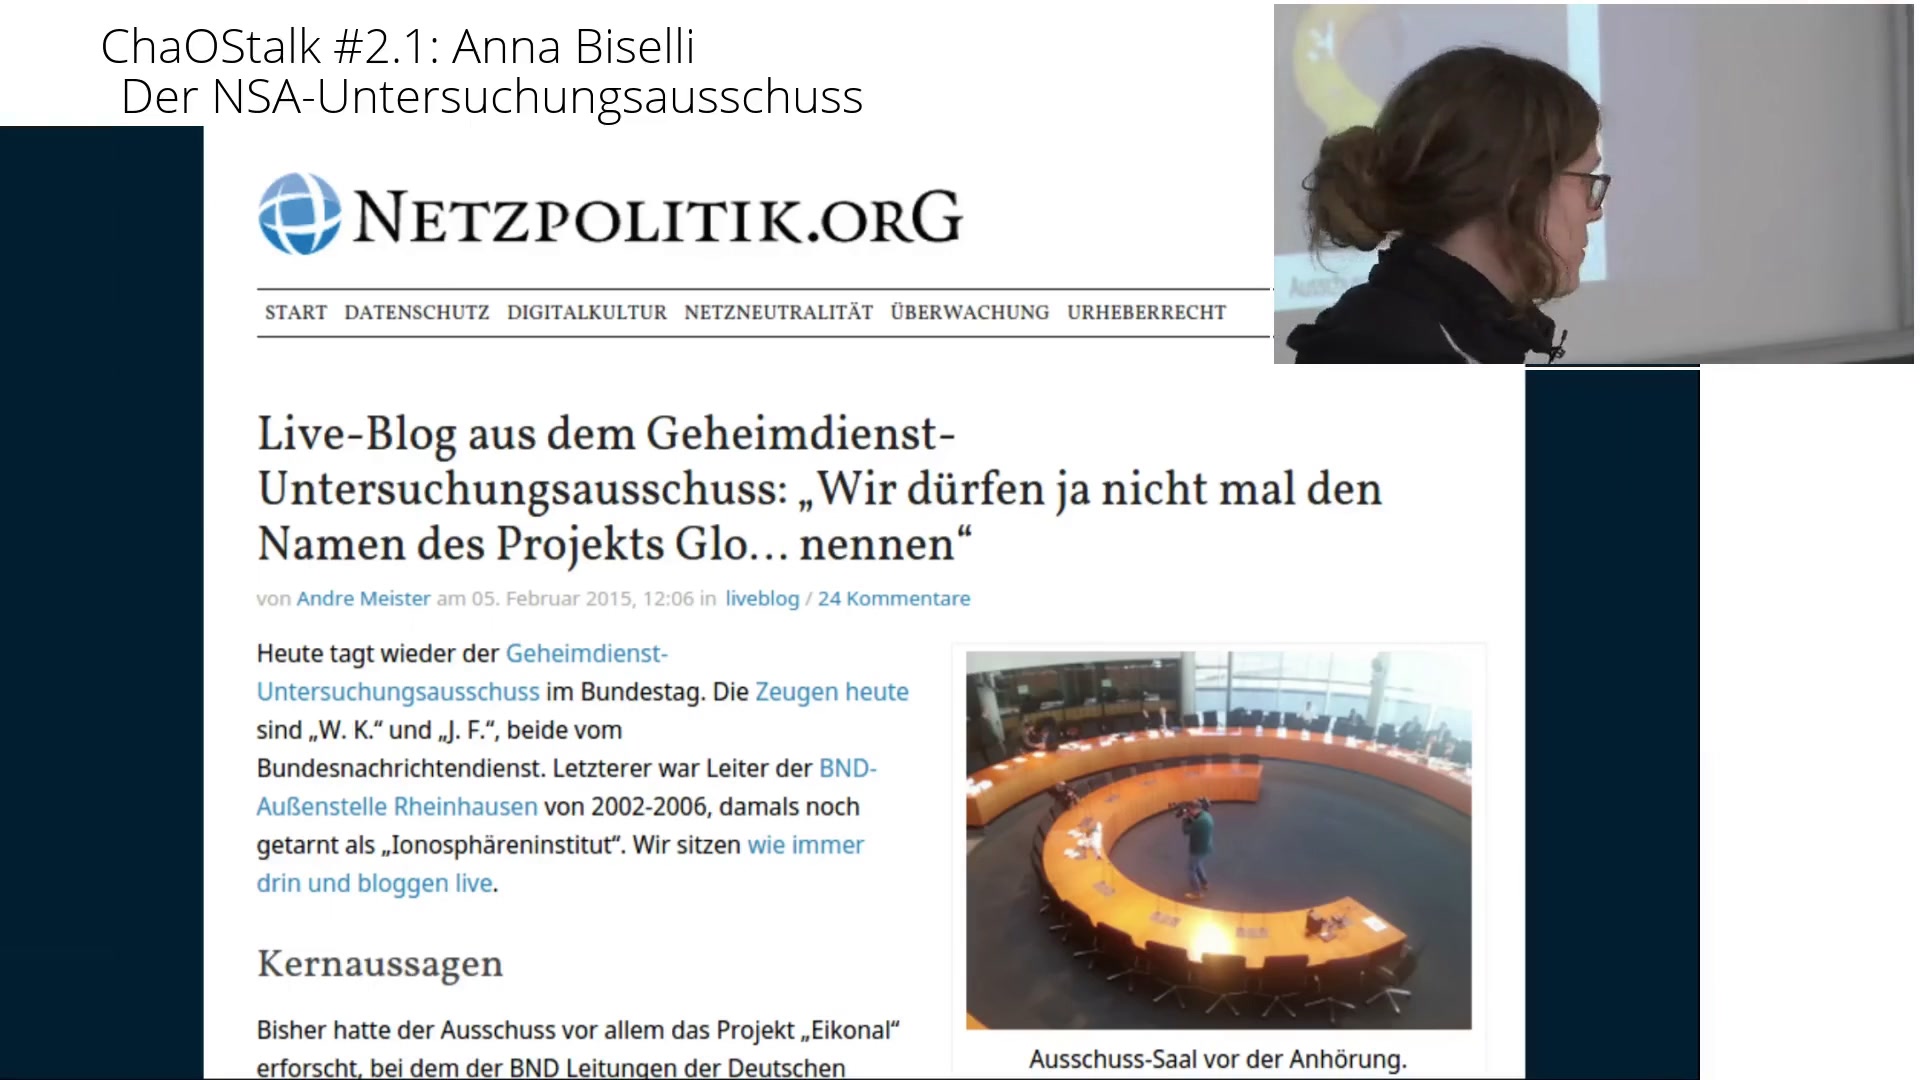 ChaOStalk #2.1: Anna Biselli
Der NSA-Untersuchungsausschuss
NETZPOLITIK.ORG
START DATENSCHUTZ DIGITALKULTUR NETZNEUTRALITÄT ÜBERWACHUNG URHEBERRECHT
Live-Blog aus dem Geheimdienst-
Untersuchungsausschuss: „Wir dürfen ja nicht mal den
Namen des Projekts Glo… nennen“
von Andre Meister am 05. Februar 2015, 12:06 in liveblog / 24 Kommentare
Heute tagt wieder der Geheimdienst-
Untersuchungsausschuss im Bundestag. Die Zeugen heute
sind „W. K.“ und „J. F.“, beide vom
Bundesnachrichtendienst. Letzterer war Leiter der BND-
Außenstelle Rheinhausen von 2002-2006, damals noch
getarnt als „Ionosphäreninstitut“. Wir sitzen wie immer
drin und bloggen live.
Kernaussagen
Bisher hatte der Ausschuss vor allem das Projekt „Eikonal“
erforscht, bei dem der BND Leitungen der Deutschen
Ausschuss-Saal vor der Anhörung.